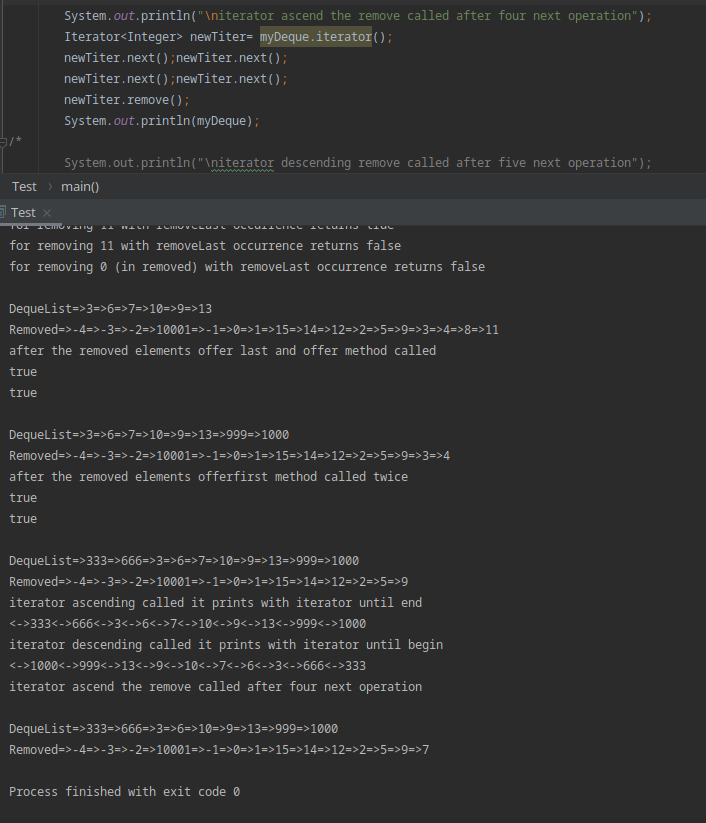 System.out.println("\niterator ascend the remove called after four next operation");
Iterator<Integer> newTiter= myDeque.iterator();
newTiter.next();newTiter.next();
newTiter.next();newTiter.next();
newTiter.remove();
System.out.println(myDeque);
/*
System.out.println("\niterator descending remove called after five next operation");
Test › main()
Test ×
for removing 11 with removeLast occurrence returns true
for removing 11 with removeLast occurrence returns false
for removing 0 (in removed) with removeLast occurrence returns false
DequeList=>3=>6=>7=>10=>9=>13
Removed=>-4=>-3=>-2=>10001=>-1=>0=>1=>15=>14=>12=>2=>5=>9=>3=>4=>8=>11
after the removed elements offer last and offer method called
true
true
DequeList=>3=>6=>7=>10=>9=>13=>999=>1000
Removed=>-4=>-3=>-2=>10001=>-1=>0=>1=>15=>14=>12=>2=>5=>9=>3=>4
after the removed elements offerfirst method called twice
true
true
DequeList=>333=>666=>3=>6=>7=>10=>9=>13=>999=>1000
Removed=>-4=>-3=>-2=>10001=>-1=>0=>1=>15=>14=>12=>2=>5=>9
iterator ascending called it prints with iterator until end
<->333<->666<->3<->6<->7<->10<->9<->13<->999<->1000
iterator descending called it prints with iterator until begin
<->1000<->999<->13<->9<->10<->7<->6<->3<->666<->333
iterator ascend the remove called after four next operation
DequeList=>333=>666=>3=>6=>10=>9=>13=>999=>1000
Removed=>-4=>-3=>-2=>10001=>-1=>0=>1=>15=>14=>12=>2=>5=>9=>7
Process finished with exit code 0